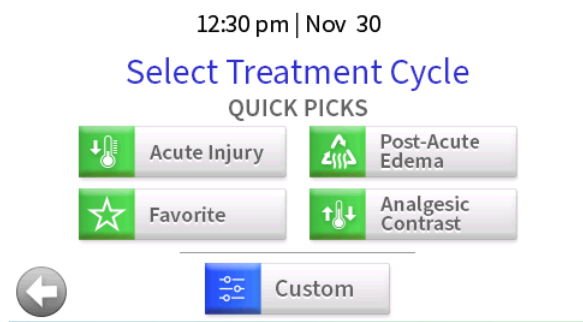 12:30 pm | Nov 30
Select Treatment Cycle
QUICK PICKS
Acute Injury
Post-Acute
Edema
Favorite
Analgesic
Contrast
Custom